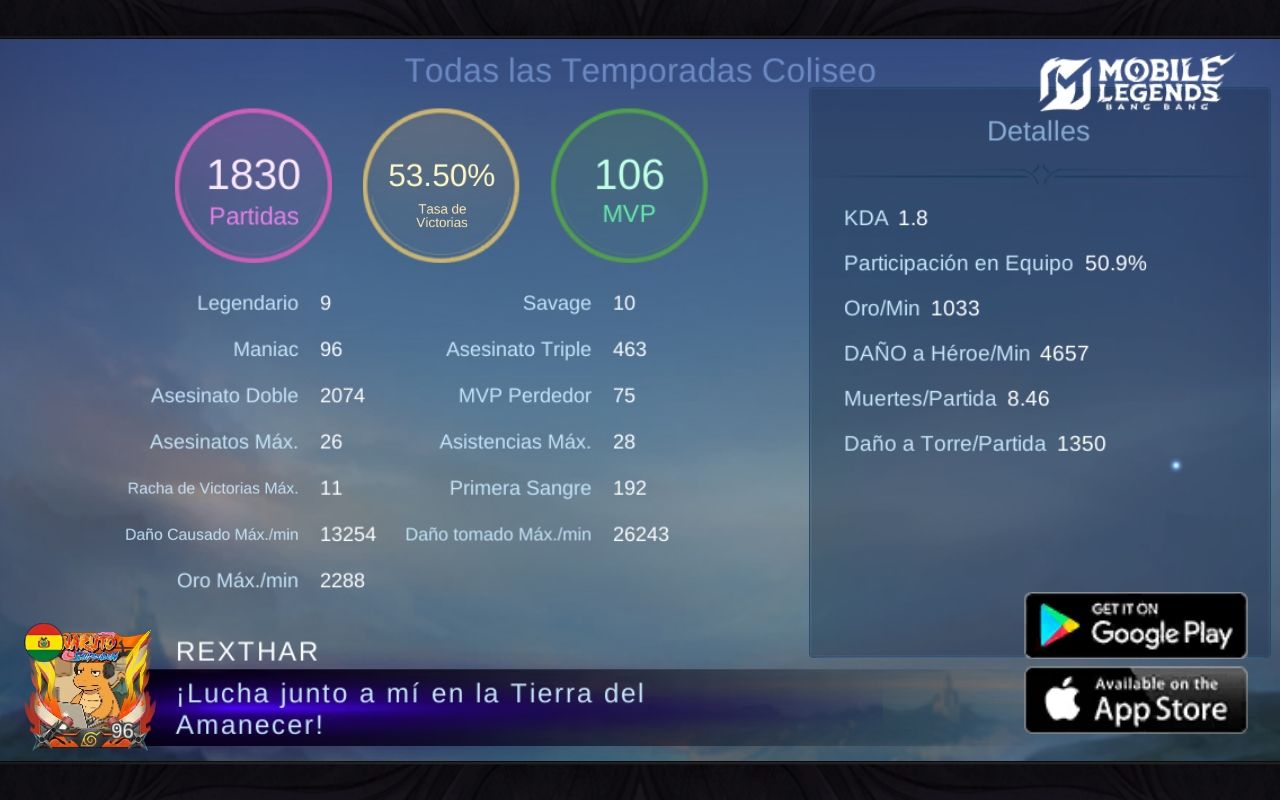 Todas las Temporadas Coliseo
MOBILE
LEGENDS
BANG BANG
1830
Partidas
53.50%
Tasa de
Victorias
106
MVP
Legendario 9 Savage 10
Maniac 96 Asesinato Triple 463
Asesinato Doble 2074 MVP Perdedor 75
Asesinatos Máx. 26 Asistencias Máx. 28
Racha de Victorias Máx. 11 Primera Sangre 192
Daño Causado Máx./min 13254 Daño tomado Máx./min 26243
Oro Máx./min 2288
Detalles
KDA 1.8
Participación en Equipo 50.9%
Oro/Min 1033
DAÑO a Héroe/Min 4657
Muertes/Partida 8.46
Daño a Torre/Partida 1350
NARUTO
96
REXTHAR
¡Lucha junto a mí en la Tierra del
Amanecer!
GET IT ON
Google Play
Available on the
App Store